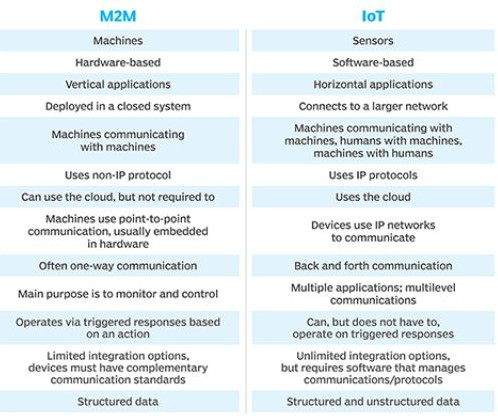 M2M IoT
Machines Sensors
Hardware-based Software-based
Vertical applications Horizontal applications
Deployed in a closed system Connects to a larger network
Machines communicating
with machines
Machines communicating with
machines, humans with machines,
machines with humans
Uses non-IP protocol Uses IP protocols
Can use the cloud, but not required to Uses the cloud
Machines use point-to-point
communication, usually embedded
in hardware
Devices use IP networks
to communicate
Often one-way communication Back and forth communication
Main purpose is to monitor and control
Multiple applications; multilevel
communications
Operates via triggered responses based
on an action
Can, but does not have to,
operate on triggered responses
Limited integration options,
devices must have complementary
communication standards
Unlimited integration options,
but requires software that manages
communications/protocols
Structured data Structured and unstructured data